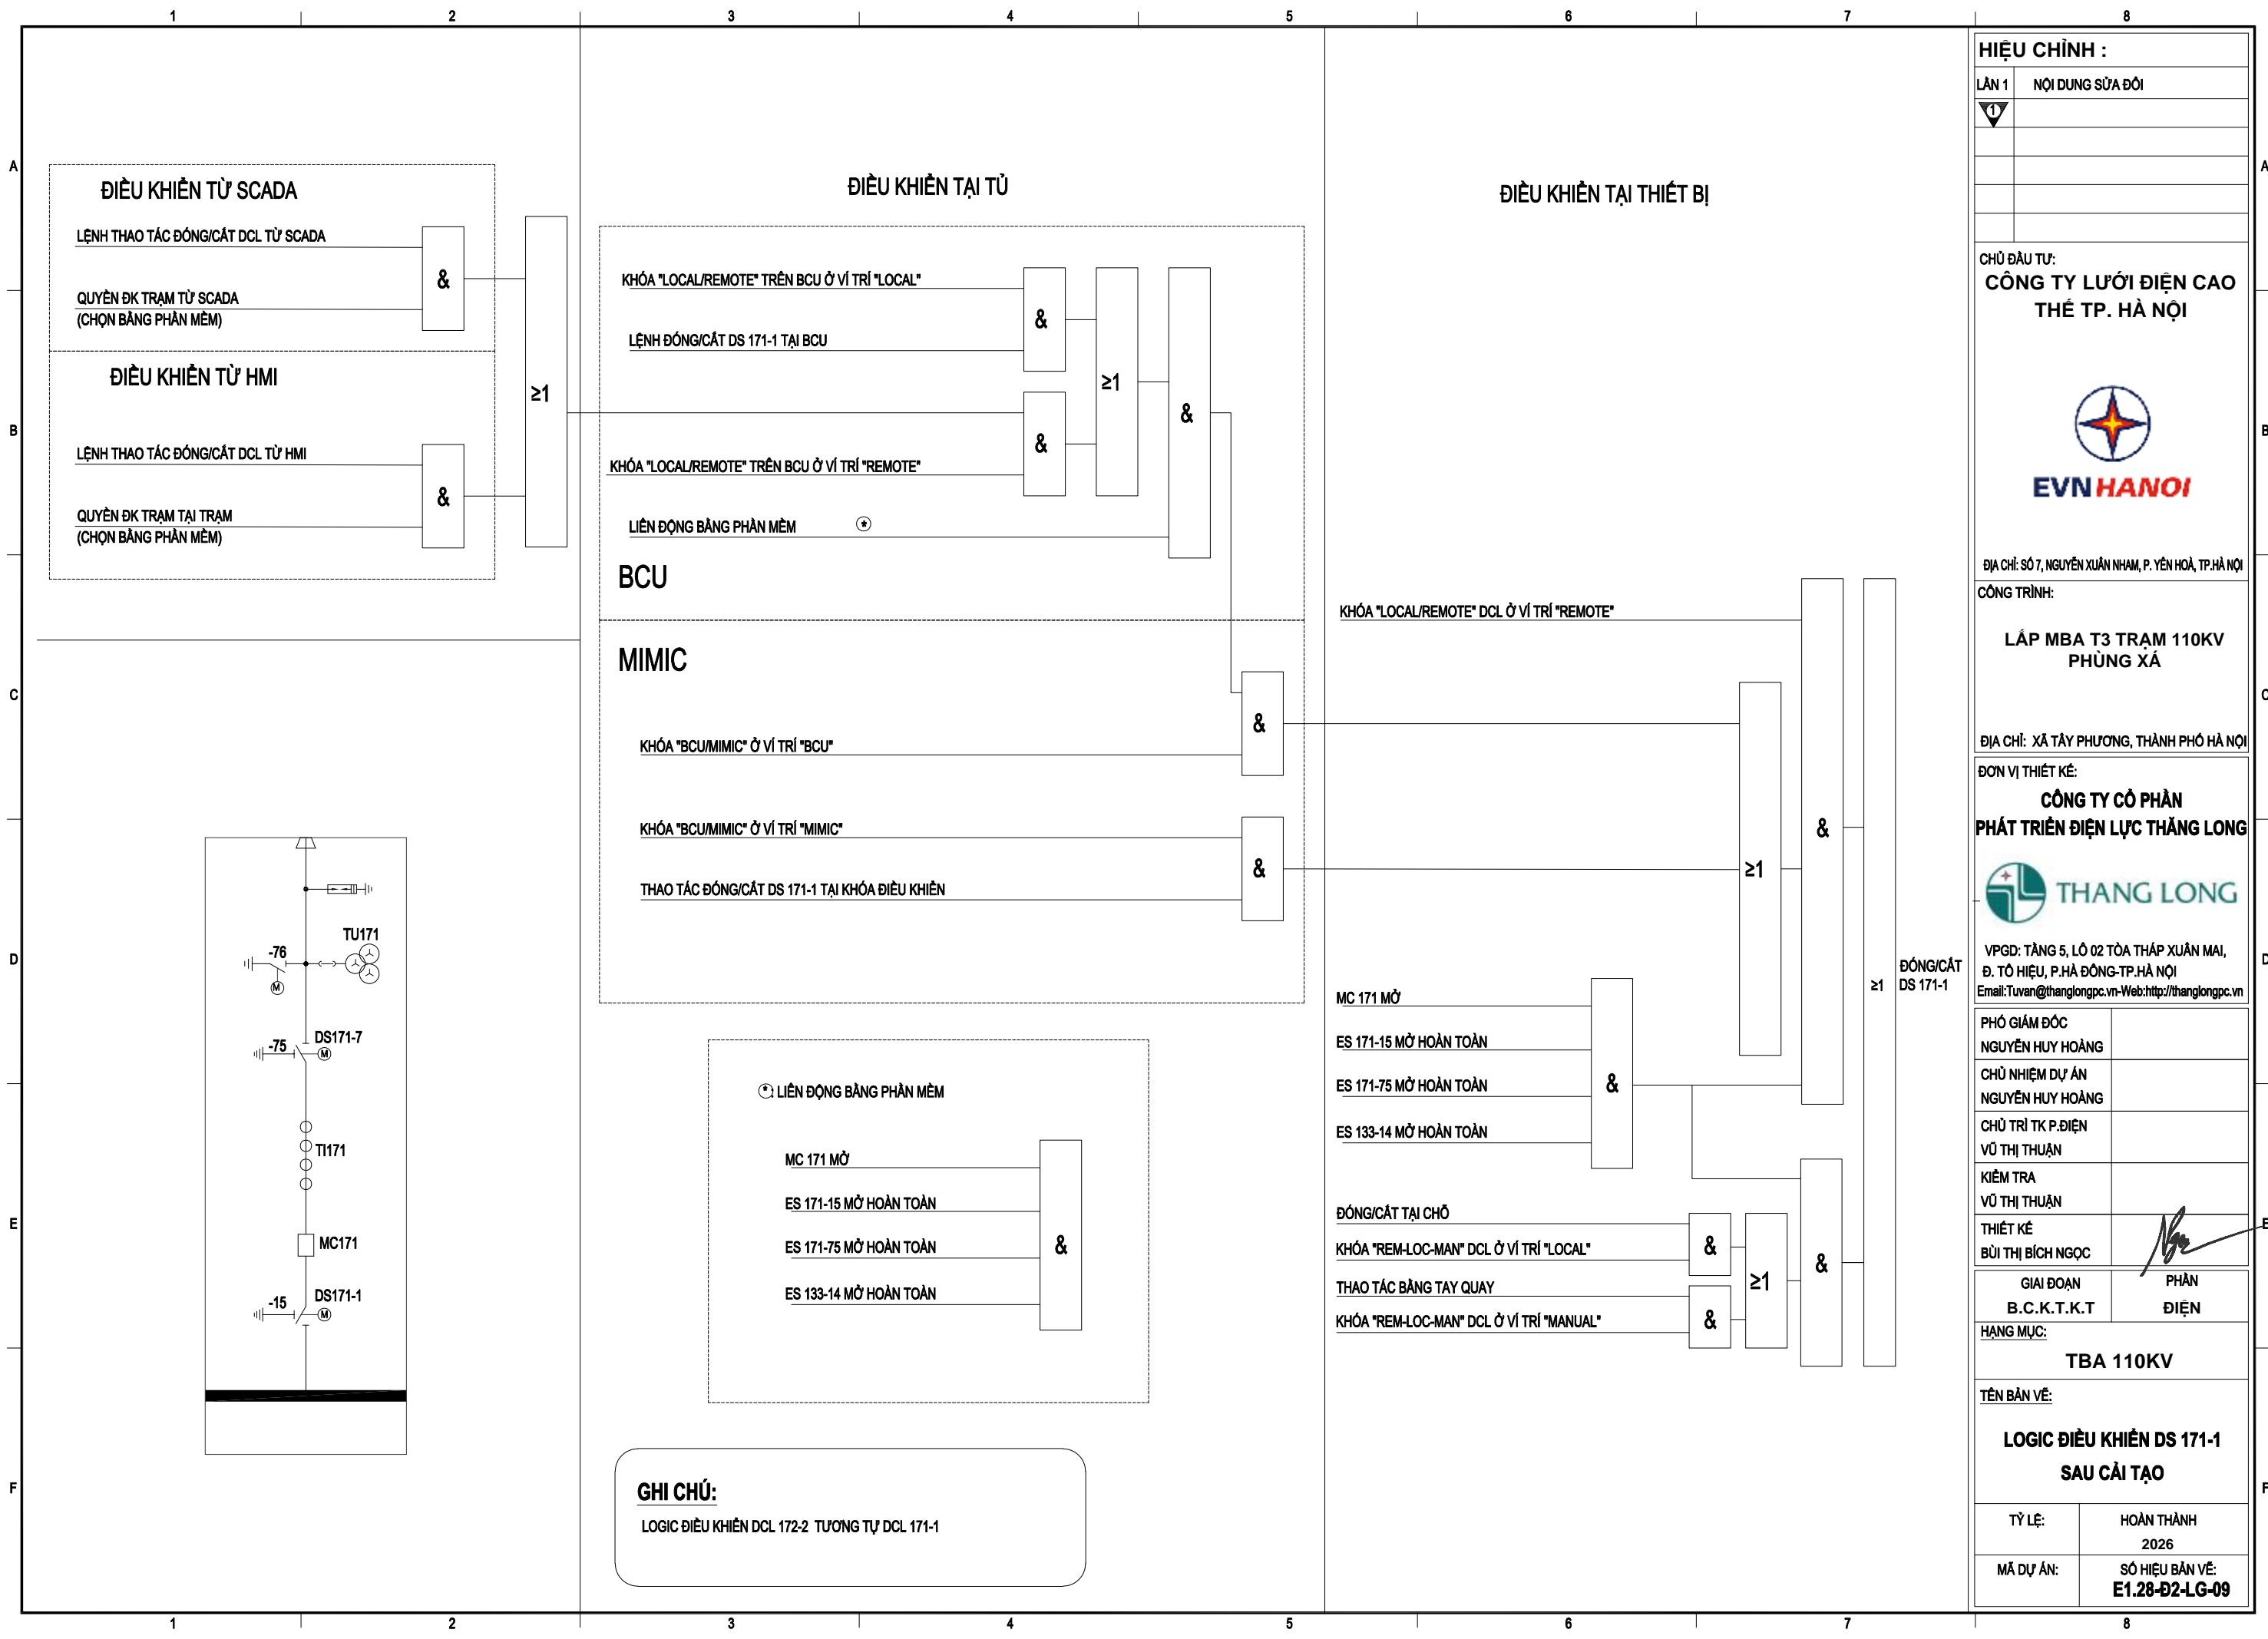 1 2 3 4 5 6 7 8
A
B
C
D
E
F
ĐIỀU KHIỂN TỪ SCADA
LỆNH THAO TÁC ĐÓNG/CẮT DCL TỪ SCADA
QUYỀN ĐK TRẠM TỪ SCADA
(CHỌN BẰNG PHẦN MỀM)
&
ĐIỀU KHIỂN TỪ HMI
LỆNH THAO TÁC ĐÓNG/CẮT DCL TỪ HMI
QUYỀN ĐK TRẠM TẠI TRẠM
(CHỌN BẰNG PHẦN MỀM)
&
≥1
TU171
-76
M
DS171-7
-75
M
TI171
MC171
DS171-1
-15
M
ĐIỀU KHIỂN TẠI TỦ
KHÓA "LOCAL/REMOTE" TRÊN BCU Ở VÍ TRÍ "LOCAL"
LỆNH ĐÓNG/CẮT DS 171-1 TẠI BCU
&
KHÓA "LOCAL/REMOTE" TRÊN BCU Ở VÍ TRÍ "REMOTE"
&
≥1
LIÊN ĐỘNG BẰNG PHẦN MỀM *
&
BCU
MIMIC
KHÓA "BCU/MIMIC" Ở VÍ TRÍ "BCU"
&
KHÓA "BCU/MIMIC" Ở VÍ TRÍ "MIMIC"
THAO TÁC ĐÓNG/CẮT DS 171-1 TẠI KHÓA ĐIỀU KHIỂN
&
* LIÊN ĐỘNG BẰNG PHẦN MỀM
MC 171 MỞ
ES 171-15 MỞ HOÀN TOÀN
ES 171-75 MỞ HOÀN TOÀN
ES 133-14 MỞ HOÀN TOÀN
&
GHI CHÚ:
LOGIC ĐIỀU KHIỂN DCL 172-2 TƯƠNG TỰ DCL 171-1
ĐIỀU KHIỂN TẠI THIẾT BỊ
KHÓA "LOCAL/REMOTE" DCL Ở VÍ TRÍ "REMOTE"
≥1
&
MC 171 MỞ
ES 171-15 MỞ HOÀN TOÀN
ES 171-75 MỞ HOÀN TOÀN
ES 133-14 MỞ HOÀN TOÀN
&
ĐÓNG/CẮT TẠI CHỖ
KHÓA "REM-LOC-MAN" DCL Ở VÍ TRÍ "LOCAL"
&
THAO TÁC BẰNG TAY QUAY
KHÓA "REM-LOC-MAN" DCL Ở VÍ TRÍ "MANUAL"
&
≥1
&
≥1
ĐÓNG/CẮT
DS 171-1
HIỆU CHỈNH :
LẦN 1 NỘI DUNG SỬA ĐỔI
1
CHỦ ĐẦU TƯ:
CÔNG TY LƯỚI ĐIỆN CAO
THẾ TP. HÀ NỘI
EVNHANOI
ĐỊA CHỈ: SỐ 7, NGUYỄN XUÂN NHAM, P. YÊN HOÀ, TP.HÀ NỘI
CÔNG TRÌNH:
LẮP MBA T3 TRẠM 110KV
PHÙNG XÁ
ĐỊA CHỈ: XÃ TÂY PHƯƠNG, THÀNH PHỐ HÀ NỘI
ĐƠN VỊ THIẾT KẾ:
CÔNG TY CỔ PHẦN
PHÁT TRIỂN ĐIỆN LỰC THĂNG LONG
THANG LONG
VPGD: TẦNG 5, LÔ 02 TÒA THÁP XUÂN MAI,
Đ. TÔ HIỆU, P.HÀ ĐÔNG-TP.HÀ NỘI
Email:Tuvan@thanglongpc.vn-Web:http://thanglongpc.vn
PHÓ GIÁM ĐỐC
NGUYỄN HUY HOÀNG
CHỦ NHIỆM DỰ ÁN
NGUYỄN HUY HOÀNG
CHỦ TRÌ TK P.ĐIỆN
VŨ THỊ THUẬN
KIỂM TRA
VŨ THỊ THUẬN
THIẾT KẾ
BÙI THỊ BÍCH NGỌC
GIAI ĐOẠN PHẦN
B.C.K.T.K.T ĐIỆN
HẠNG MỤC:
TBA 110KV
TÊN BẢN VẼ:
LOGIC ĐIỀU KHIỂN DS 171-1
SAU CẢI TẠO
TỶ LỆ: HOÀN THÀNH
2026
MÃ DỰ ÁN: SỐ HIỆU BẢN VẼ:
E1.28-Đ2-LG-09
A
B
C
D
E
F
1 2 3 4 5 6 7 8